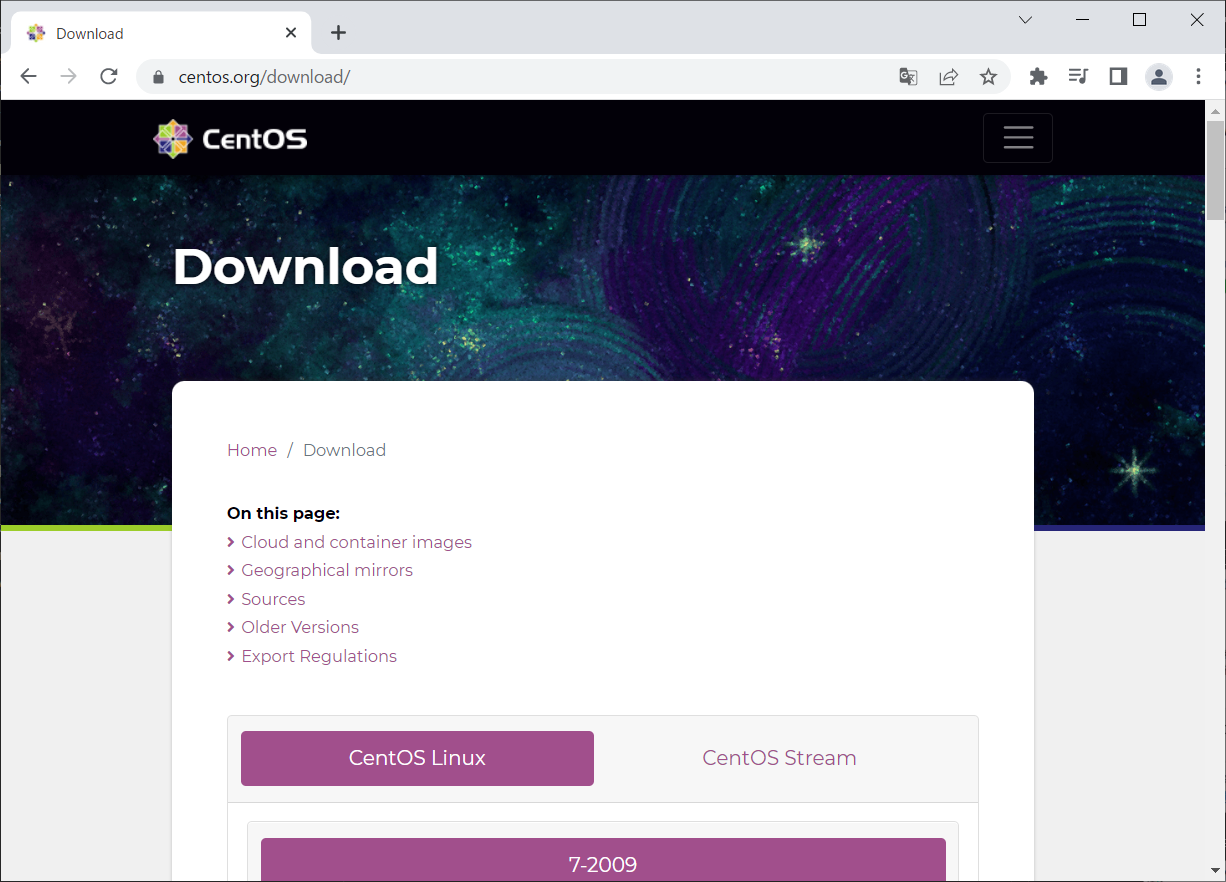 Download
centos.org/download/
CentOS
Download
Home / Download
On this page:
Cloud and container images
Geographical mirrors
Sources
Older Versions
Export Regulations
CentOS Linux
CentOS Stream
7-2009